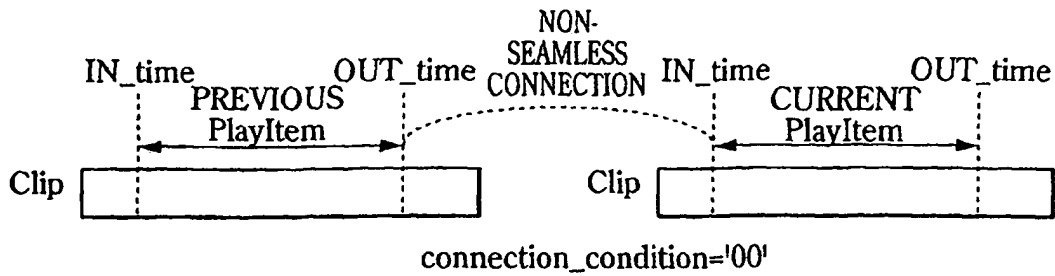 NON-
SEAMLESS
CONNECTION
IN_time
OUT_time
IN_time
OUT_time
PREVIOUS
PlayItem
CURRENT
PlayItem
Clip
Clip
connection_condition='00'